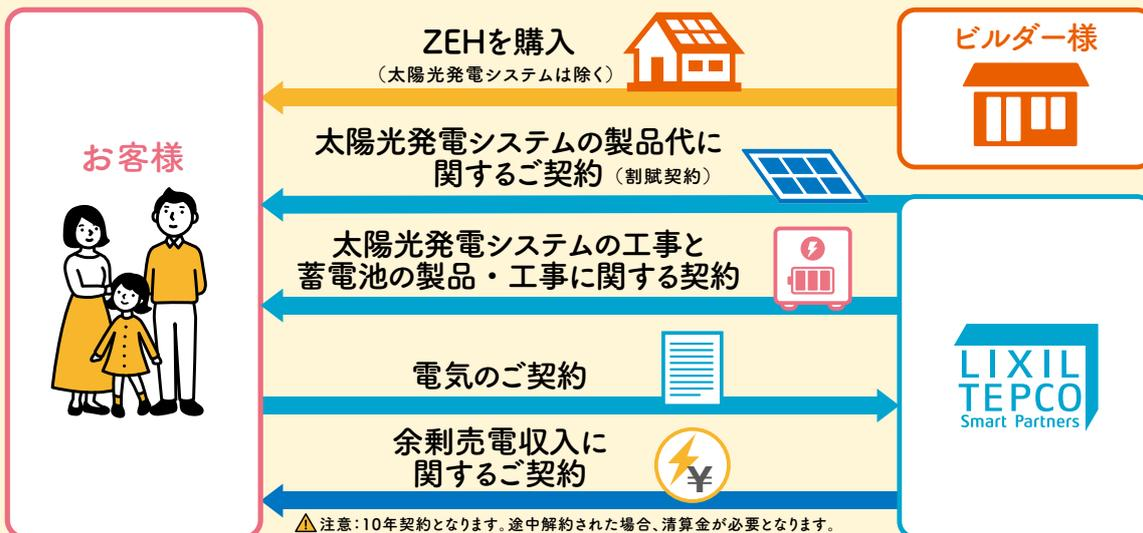 ZEHを購入
（太陽光発電システムは除く）
ビルダー様
太陽光発電システムの製品代に
関するご契約（割賦契約）
お客様
太陽光発電システムの工事と
蓄電池の製品・工事に関する契約
電気のご契約
LIXIL
TEPCO
Smart Partners
余剰売電収入に
関するご契約
¥
注意：10年契約となります。途中解約された場合、清算金が必要となります。